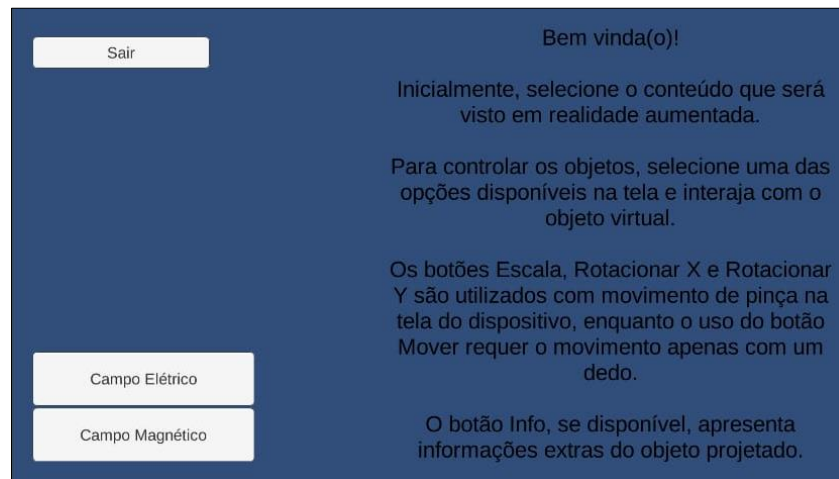 Sair
Bem vinda(o)!
Inicialmente, selecione o conteúdo que será
visto em realidade aumentada.
Para controlar os objetos, selecione uma das
opções disponíveis na tela e interaja com o
objeto virtual.
Os botões Escala, Rotacionar X e Rotacionar
Y são utilizados com movimento de pinça na
tela do dispositivo, enquanto o uso do botão
Mover requer o movimento apenas com um
dedo.
O botão Info, se disponível, apresenta
informações extras do objeto projetado.
Campo Elétrico
Campo Magnético